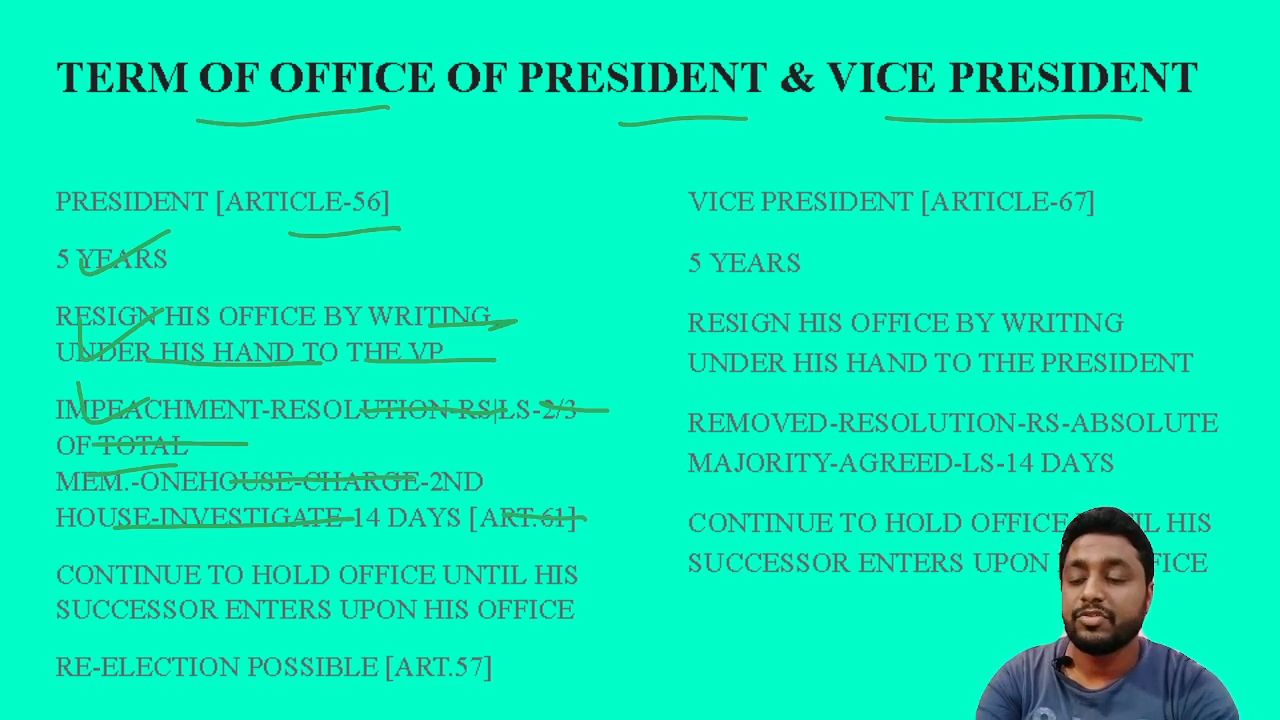 TERM OF OFFICE OF PRESIDENT & VICE PRESIDENT
PRESIDENT [ARTICLE-56]
5 YEARS
RESIGN HIS OFFICE BY WRITING
UNDER HIS HAND TO THE VP
IMPEACHMENT-RESOLUTION-RS|LS-2/3
OF TOTAL
MEM.-ONEHOUSE-CHARGE-2ND
HOUSE-INVESTIGATE-14 DAYS [ART.61]
CONTINUE TO HOLD OFFICE UNTIL HIS
SUCCESSOR ENTERS UPON HIS OFFICE
RE-ELECTION POSSIBLE [ART.57]
VICE PRESIDENT [ARTICLE-67]
5 YEARS
RESIGN HIS OFFICE BY WRITING
UNDER HIS HAND TO THE PRESIDENT
REMOVED-RESOLUTION-RS-ABSOLUTE
MAJORITY-AGREED-LS-14 DAYS
CONTINUE TO HOLD OFFICE HIS
SUCCESSOR ENTERS UPON